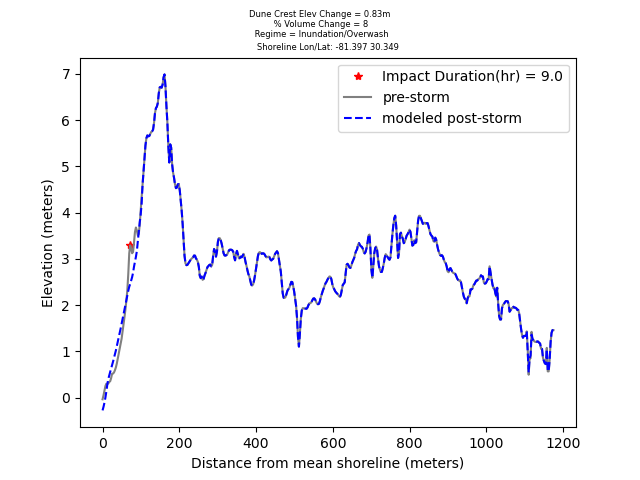 Dune Crest Elev Change = 0.83m
% Volume Change = 8
Regime = Inundation/Overwash
Shoreline Lon/Lat: -81.397 30.349
Impact Duration(hr) = 9.0
pre-storm
modeled post-storm
7
6
5
4
3
2
1
0
Elevation (meters)
0 200 400 600 800 1000 1200
Distance from mean shoreline (meters)